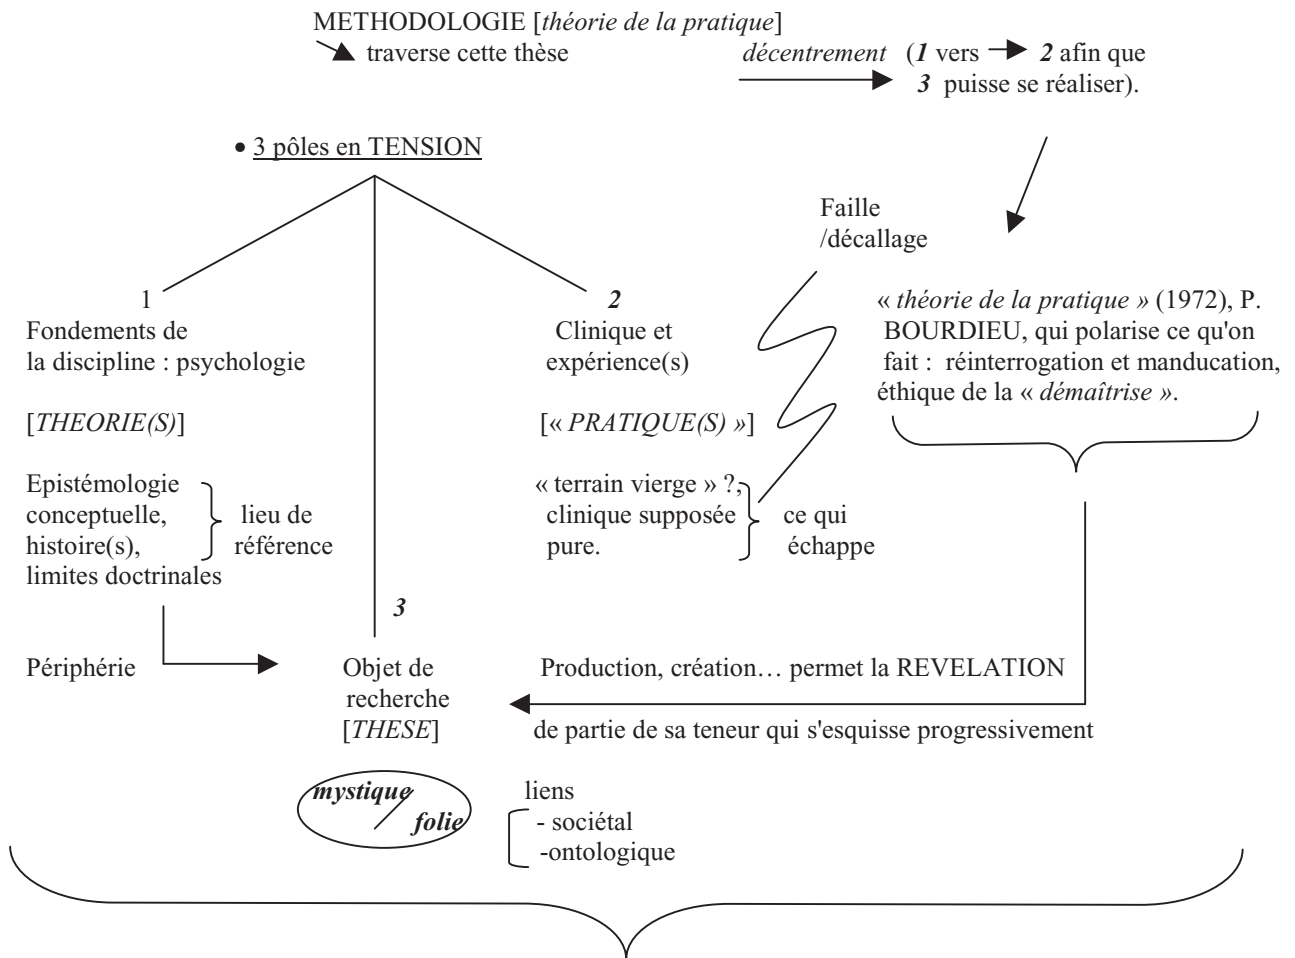 METHODOLOGIE [théorie de la pratique]
traverse cette thèse
décentrement (1 vers 2 afin que
3 puisse se réaliser).
• 3 pôles en TENSION
Faille
/décallage
1
Fondements de
la discipline : psychologie
[THEORIE(S)]
Epistémologie
conceptuelle,
histoire(s),
limites doctrinales
lieu de
référence
2
Clinique et
expérience(s)
[« PRATIQUE(S) »]
« terrain vierge » ?,
clinique supposée
pure.
ce qui
échappe
« théorie de la pratique » (1972), P.
BOURDIEU, qui polarise ce qu'on
fait : réinterrogation et manducation,
éthique de la « démaîtrise ».
3
Périphérie
Objet de
recherche
[THESE]
Production, création… permet la REVELATION
de partie de sa teneur qui s'esquisse progressivement
mystique
folie
liens
- sociétal
-ontologique